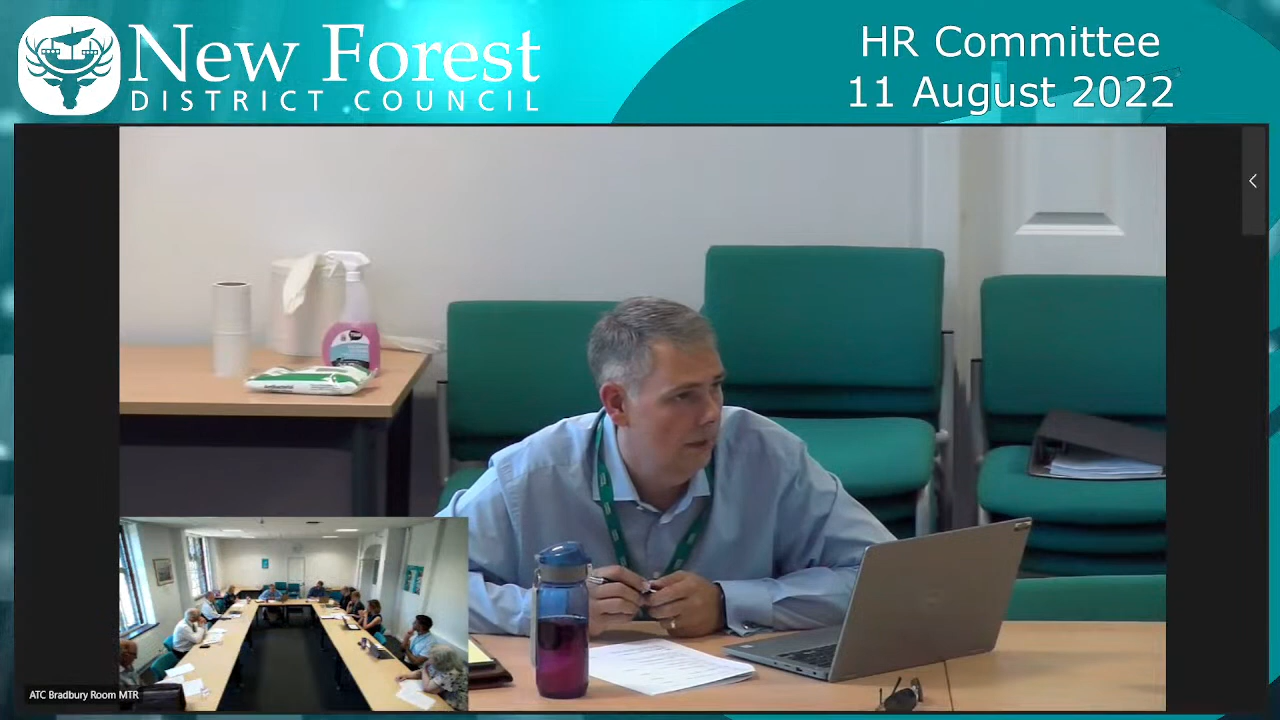 New Forest
DISTRICT COUNCIL
HR Committee
11 August 2022
ATC Bradbury Room MTR